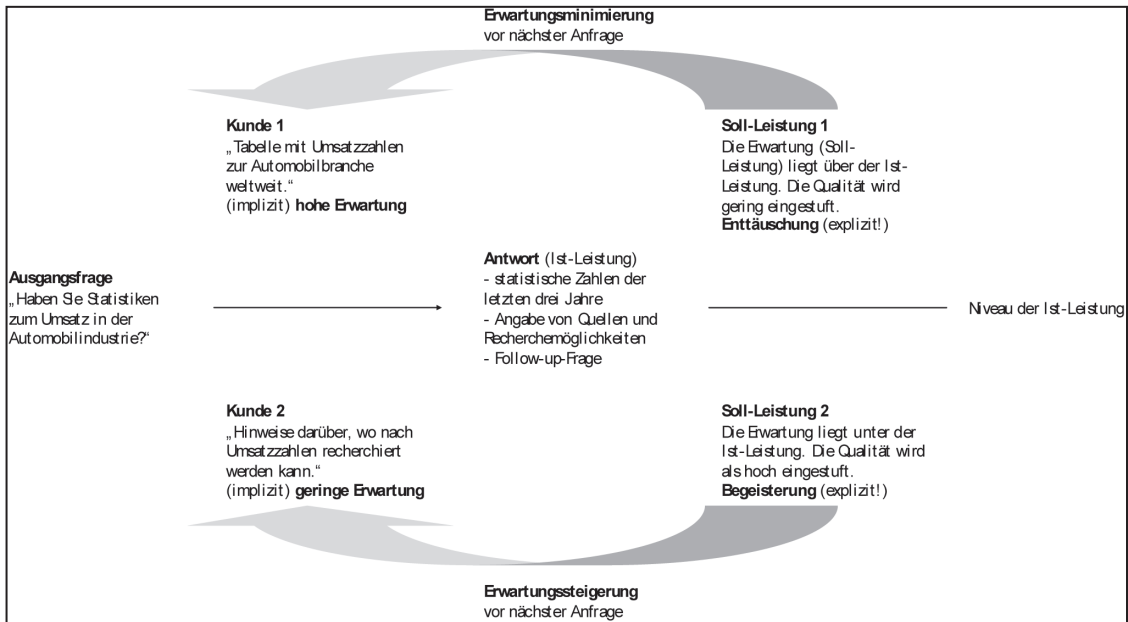 Erwartungsminimierung
vor nächster Anfrage
Kunde 1
„Tabelle mit Umsatzzahlen
zur Automobilbranche
weltweit.“
(implizit) hohe Erwartung
Soll-Leistung 1
Die Erwartung (Soll-
Leistung) liegt über der Ist-
Leistung. Die Qualität wird
gering eingestuft.
Enttäuschung (explizit!)
Ausgangsfrage
„Haben Sie Statistiken
zum Umsatz in der
Automobilindustrie?“
Antwort (Ist-Leistung)
- statistische Zahlen der
letzten drei Jahre
- Angabe von Quellen und
Recherchemöglichkeiten
- Follow-up-Frage
Niveau der Ist-Leistung
Kunde 2
„Hinweise darüber, wo nach
Umsatzzahlen recherchiert
werden kann.“
(implizit) geringe Erwartung
Soll-Leistung 2
Die Erwartung liegt unter der
Ist-Leistung. Die Qualität wird
als hoch eingestuft.
Begeisterung (explizit!)
Erwartungssteigerung
vor nächster Anfrage